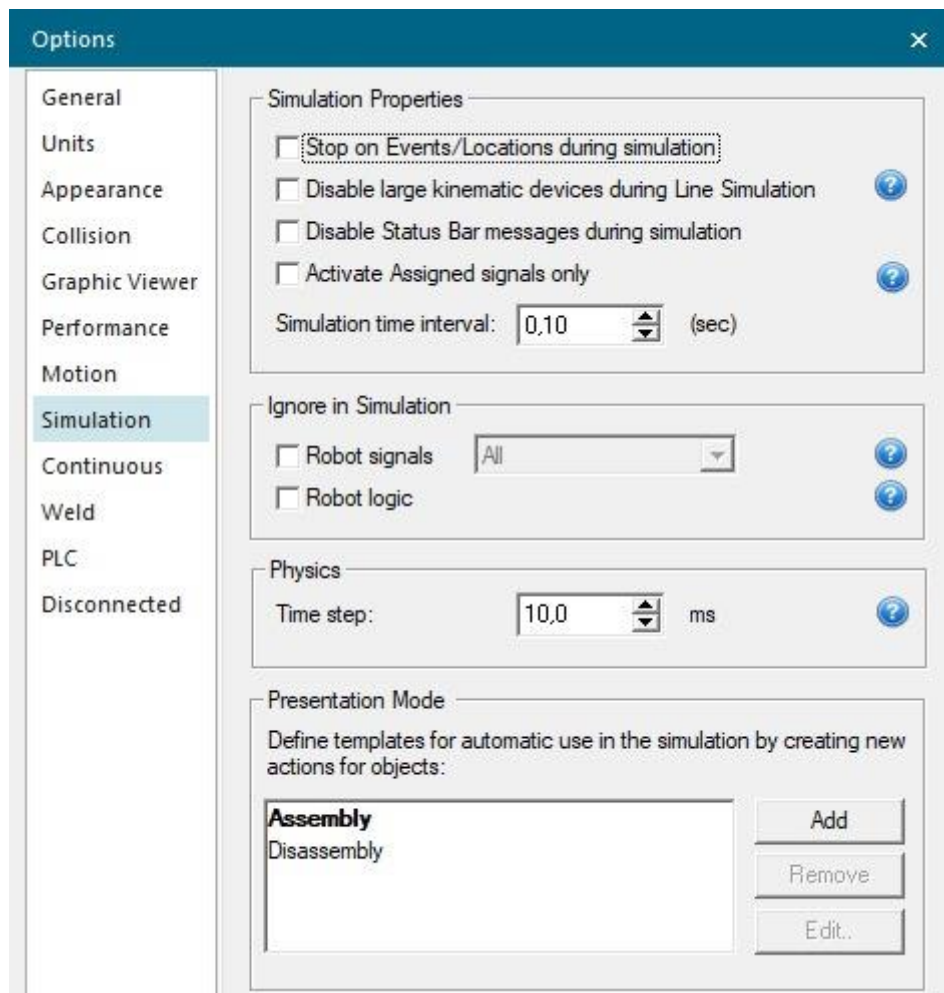 Options
General
Units
Appearance
Collision
Graphic Viewer
Performance
Motion
Simulation
Continuous
Weld
PLC
Disconnected
Simulation Properties
Stop on Events/Locations during simulation
Disable large kinematic devices during Line Simulation
Disable Status Bar messages during simulation
Activate Assigned signals only
Simulation time interval: 0,10 (sec)
Ignore in Simulation
Robot signals All
Robot logic
Physics
Time step: 10,0 ms
Presentation Mode
Define templates for automatic use in the simulation by creating new
actions for objects:
Assembly
Disassembly
Add
Remove
Edit..